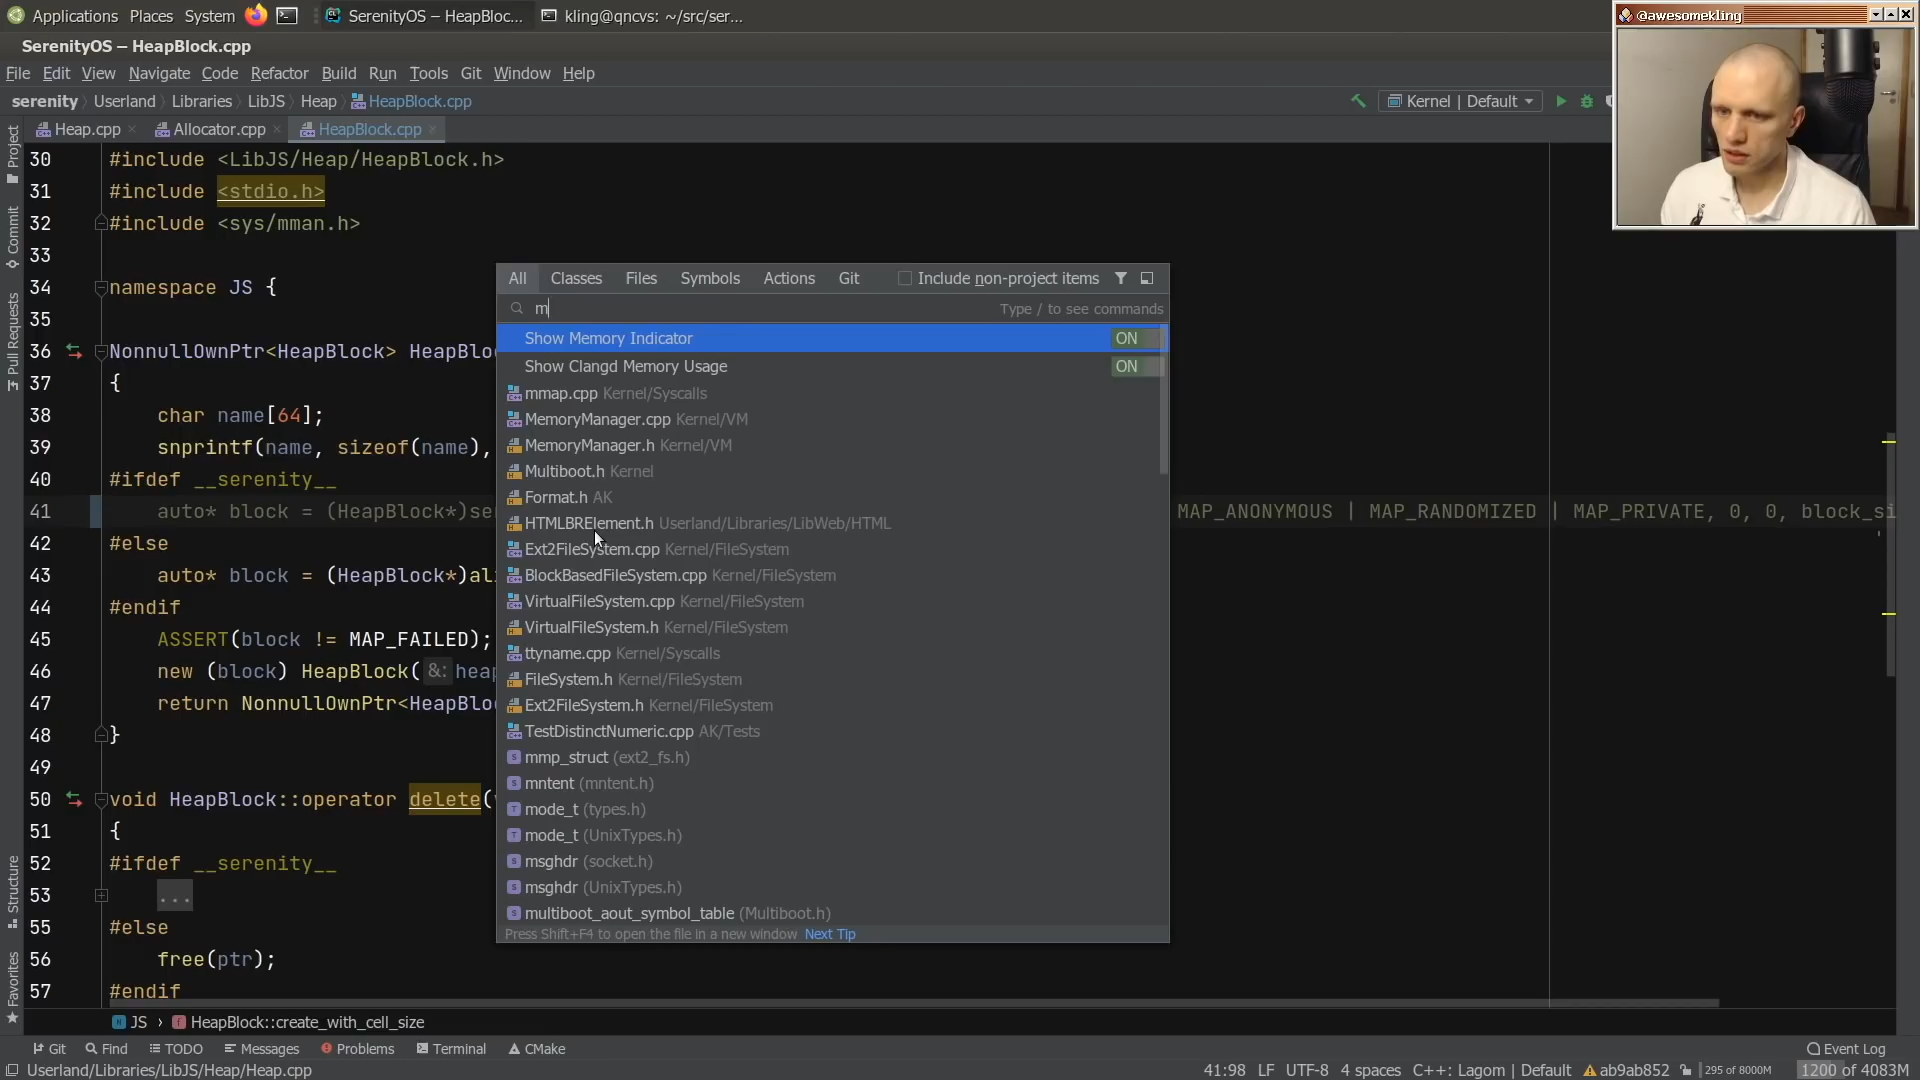 Applications Places System SerenityOS – HeapBloc... kling@qncvs: ~/src/ser...
@awesomekling
SerenityOS – HeapBlock.cpp
File Edit View Navigate Code Refactor Build Run Tools Git Window Help
serenity Userland Libraries LibJS Heap HeapBlock.cpp
Kernel | Default
Heap.cpp Allocator.cpp HeapBlock.cpp
Project
Commit
Pull Requests
Structure
Favorites
30 #include <LibJS/Heap/HeapBlock.h>
31 #include <stdio.h>
32 #include <sys/mman.h>
33
34 namespace JS {
35
36 NonnullOwnPtr<HeapBlock> HeapBlo
37 {
38 char name[64];
39 snprintf(name, sizeof(name),
40 #ifdef __serenity__
41 auto* block = (HeapBlock*)se MAP_ANONYMOUS | MAP_RANDOMIZED | MAP_PRIVATE, 0, 0, block_si
42 #else
43 auto* block = (HeapBlock*)al
44 #endif
45 ASSERT(block != MAP_FAILED);
46 new (block) HeapBlock( &: heap
47 return NonnullOwnPtr<HeapBlo
48 }
49
50 void HeapBlock::operator delete(
51 {
52 #ifdef __serenity__
53 ...
55 #else
56 free(ptr);
57 #endif
All Classes Files Symbols Actions Git Include non-project items
m Type / to see commands
Show Memory Indicator ON
Show Clangd Memory Usage ON
mmap.cpp Kernel/Syscalls
MemoryManager.cpp Kernel/VM
MemoryManager.h Kernel/VM
Multiboot.h Kernel
Format.h AK
HTMLBRElement.h Userland/Libraries/LibWeb/HTML
Ext2FileSystem.cpp Kernel/FileSystem
BlockBasedFileSystem.cpp Kernel/FileSystem
VirtualFileSystem.cpp Kernel/FileSystem
VirtualFileSystem.h Kernel/FileSystem
ttyname.cpp Kernel/Syscalls
FileSystem.h Kernel/FileSystem
Ext2FileSystem.h Kernel/FileSystem
TestDistinctNumeric.cpp AK/Tests
mmp_struct (ext2_fs.h)
mntent (mntent.h)
mode_t (types.h)
mode_t (UnixTypes.h)
msghdr (socket.h)
msghdr (UnixTypes.h)
multiboot_aout_symbol_table (Multiboot.h)
Press Shift+F4 to open the file in a new window Next Tip
JS › HeapBlock::create_with_cell_size
Git Find TODO Messages Problems Terminal CMake Event Log
Userland/Libraries/LibJS/Heap/Heap.cpp 41:98 LF UTF-8 4 spaces C++: Lagom | Default ab9ab852 295 of 8000M 1200 of 4083M